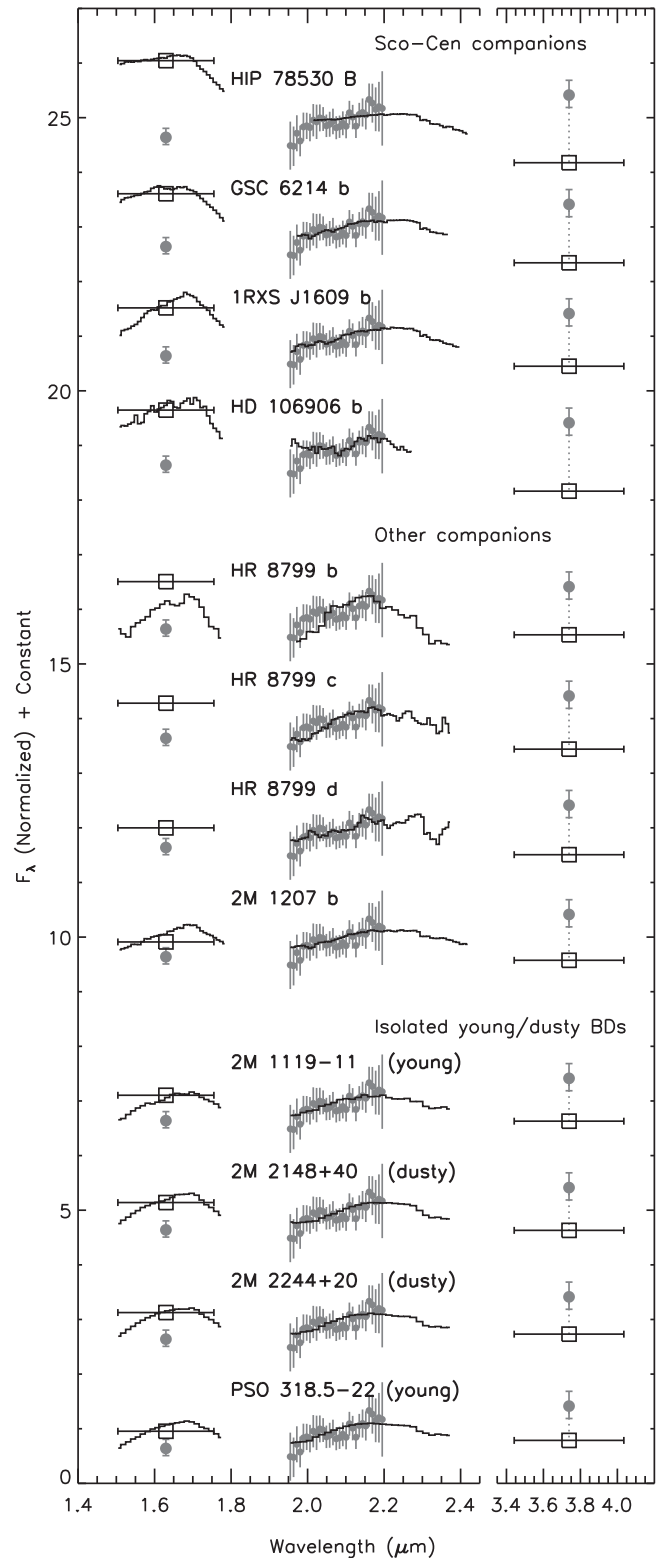 Sco-Cen companions
HIP 78530 B
25
GSC 6214 b
1RXS J1609 b
20
HD 106906 b
Other companions
HR 8799 b
15
HR 8799 c
HR 8799 d
2M 1207 b
10
Isolated young/dusty BDs
2M 1119-11 (young)
2M 2148+40 (dusty)
5
2M 2244+20 (dusty)
PSO 318.5-22 (young)
0
1.4 1.6 1.8 2.0 2.2 2.4 3.4 3.6 3.8 4.0
Wavelength (μm)
Fλ (Normalized) + Constant